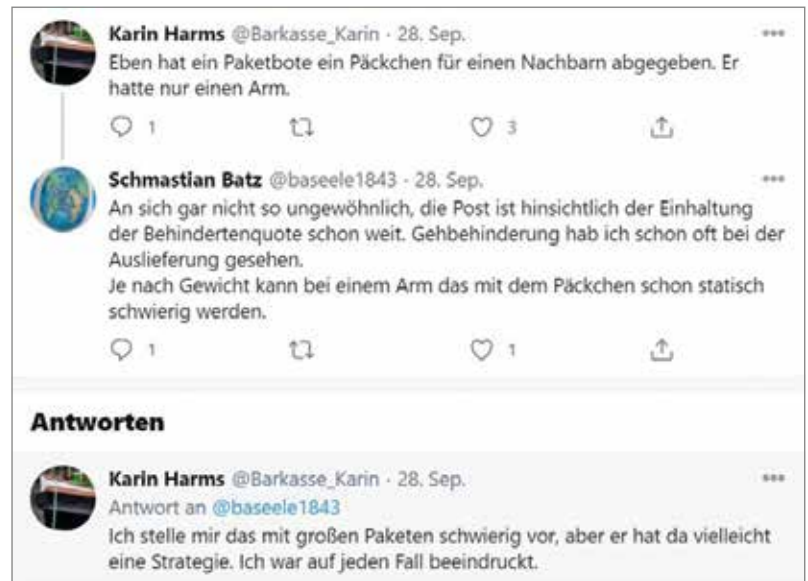 Karin Harms @Barkasse_Karin · 28. Sep.
Eben hat ein Paketbote ein Päckchen für einen Nachbarn abgegeben. Er
hatte nur einen Arm.
1 3
Schmastian Batz @baseele1843 · 28. Sep.
An sich gar nicht so ungewöhnlich, die Post ist hinsichtlich der Einhaltung
der Behindertenquote schon weit. Gehbehinderung hab ich schon oft bei der
Auslieferung gesehen.
Je nach Gewicht kann bei einem Arm das mit dem Päckchen schon statisch
schwierig werden.
1 1
Antworten
Karin Harms @Barkasse_Karin · 28. Sep.
Antwort an @baseele1843
Ich stelle mir das mit großen Paketen schwierig vor, aber er hat da vielleicht
eine Strategie. Ich war auf jeden Fall beeindruckt.